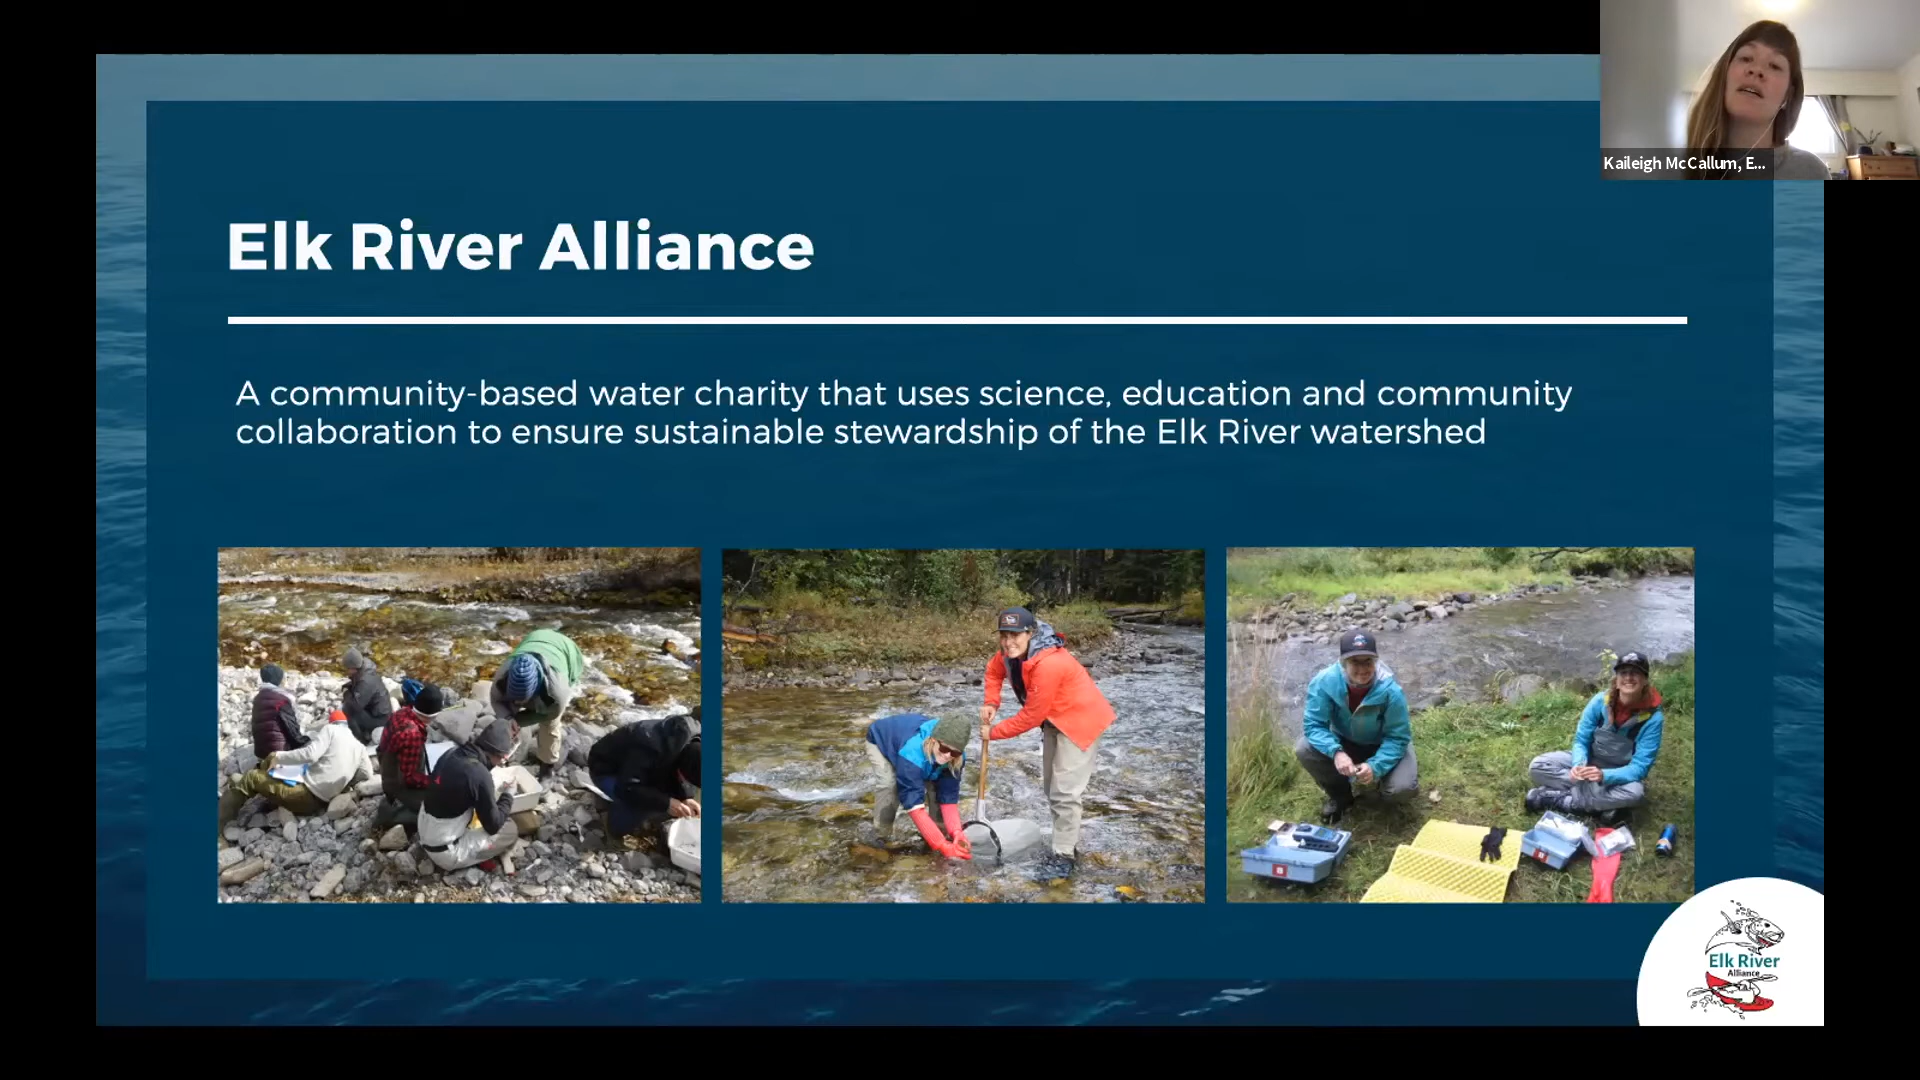 Kaileigh McCallum, E...
Elk River Alliance
A community-based water charity that uses science, education and community
collaboration to ensure sustainable stewardship of the Elk River watershed
Elk River
Alliance